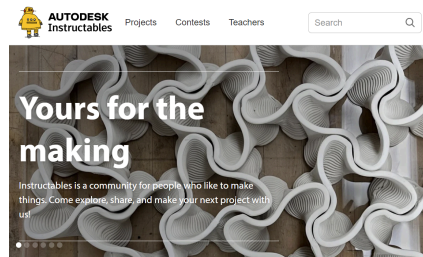 AUTODESK
Instructables
Projects Contests Teachers
Search
Yours for the
making
Instructables is a community for people who like to make
things. Come explore, share, and make your next project with
us!